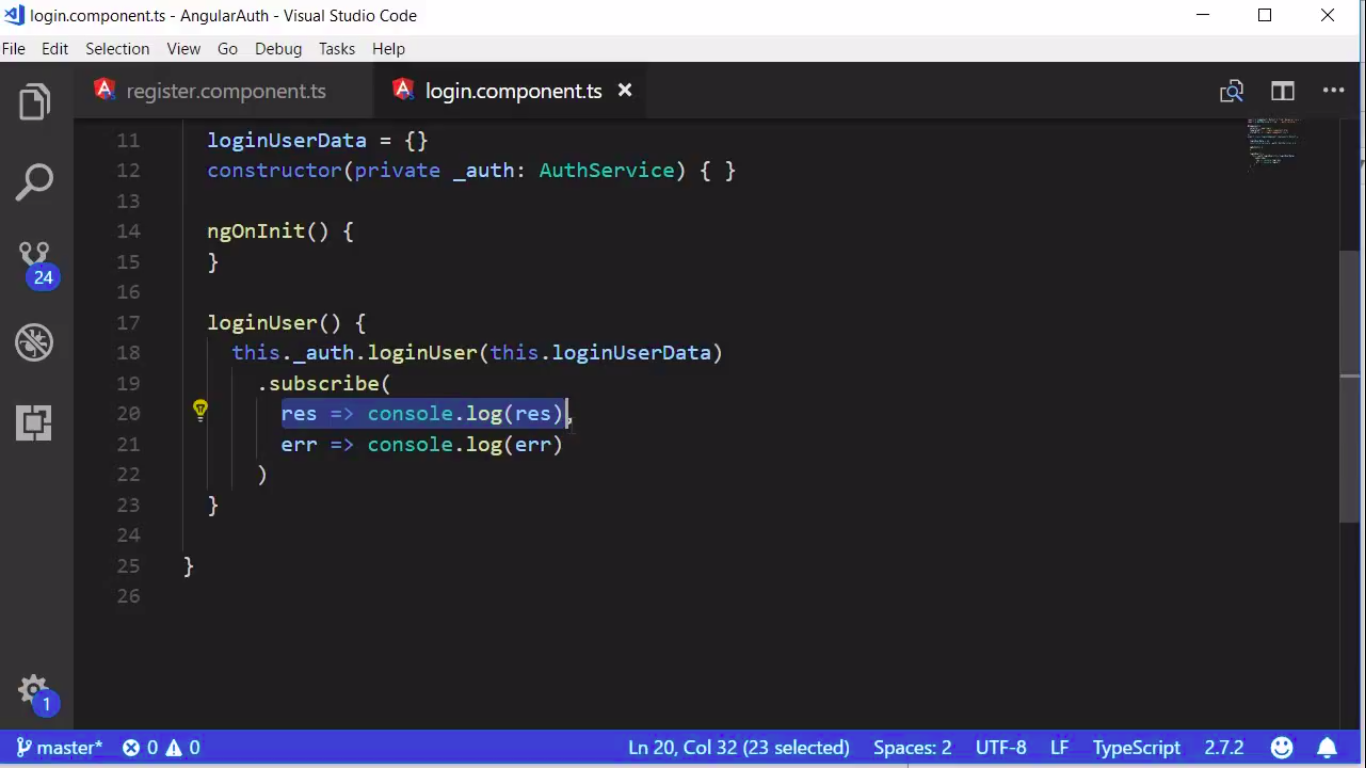 login.component.ts - AngularAuth - Visual Studio Code
File Edit Selection View Go Debug Tasks Help
register.component.ts login.component.ts
11 loginUserData = {}
12 constructor(private _auth: AuthService) { }
13
14 ngOnInit() {
15 }
16
17 loginUser() {
18 this._auth.loginUser(this.loginUserData)
19 .subscribe(
20 res => console.log(res),
21 err => console.log(err)
22 )
23 }
24
25 }
26
24
1
master* 0 0 Ln 20, Col 32 (23 selected) Spaces: 2 UTF-8 LF TypeScript 2.7.2